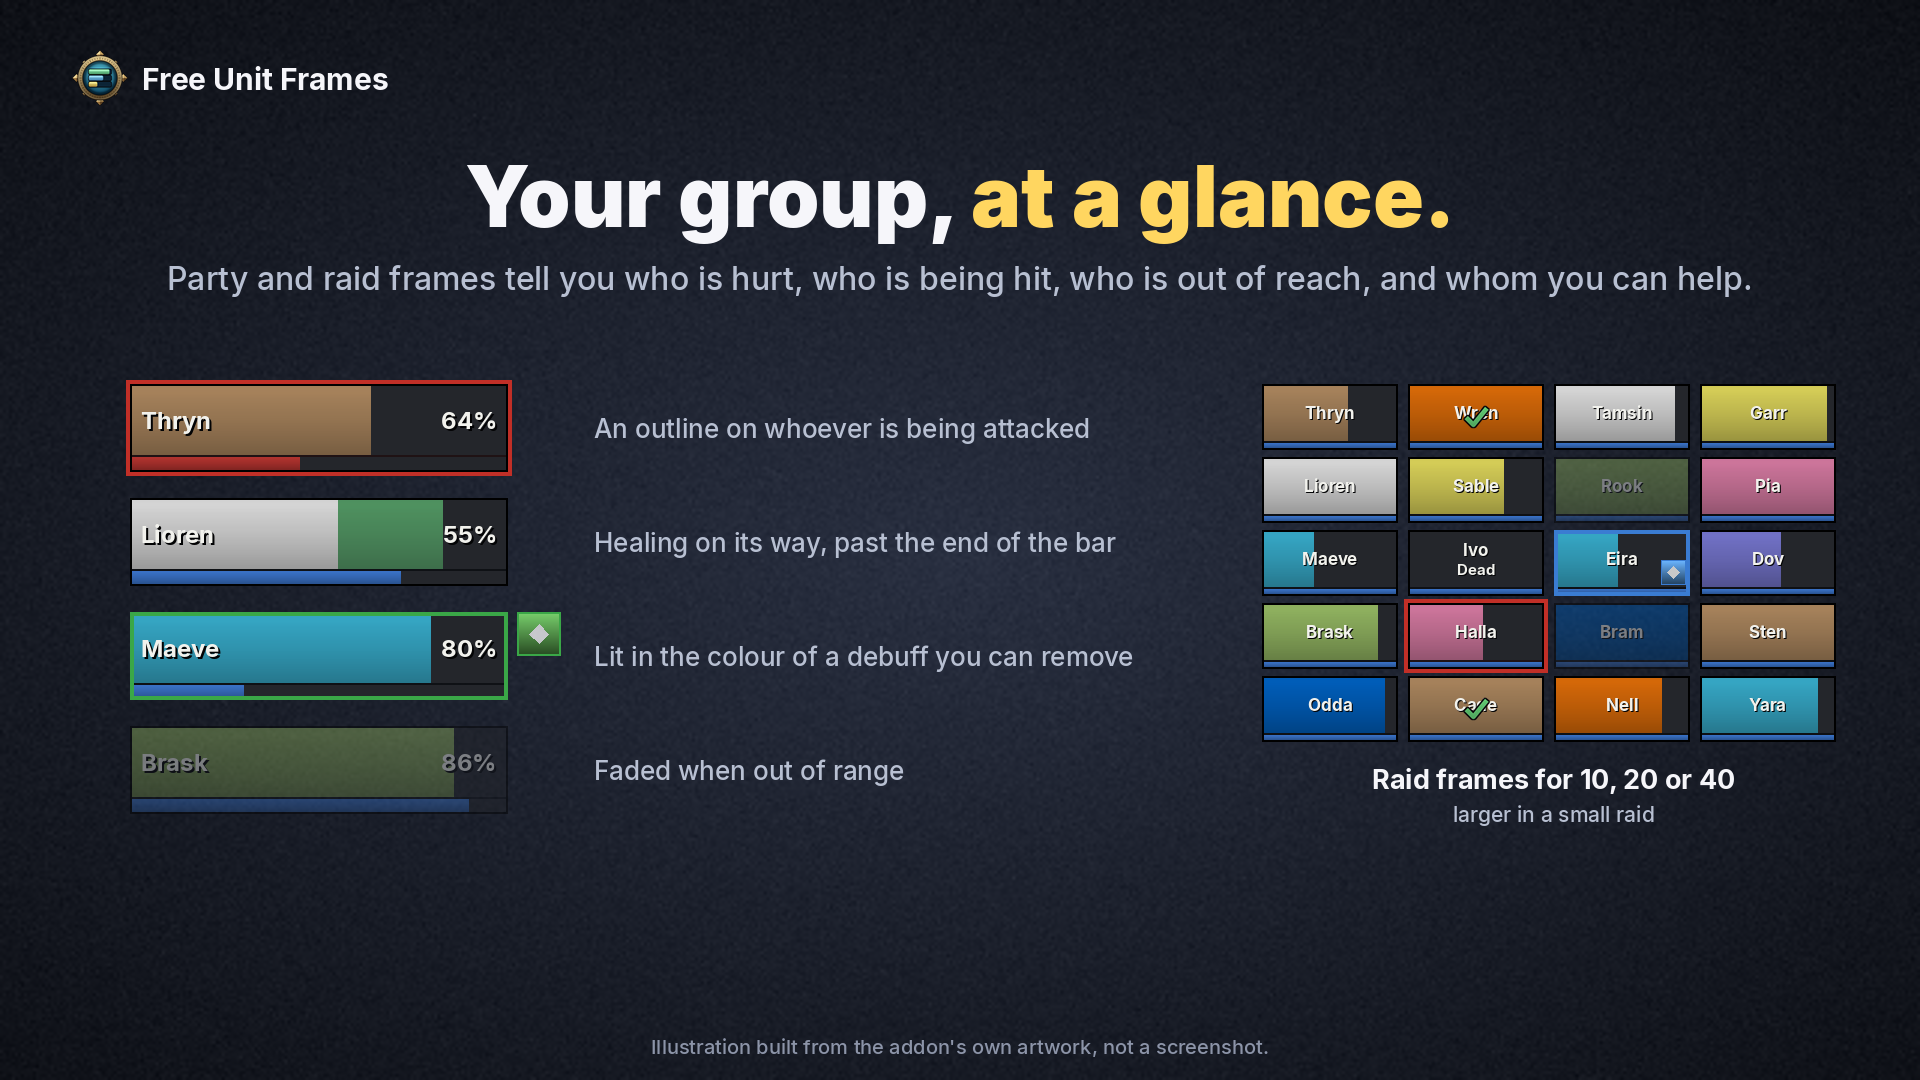 Free Unit Frames
Your group, at a glance.
Party and raid frames tell you who is hurt, who is being hit, who is out of reach, and whom you can help.
Thryn 64%
An outline on whoever is being attacked
Lioren 55%
Healing on its way, past the end of the bar
Maeve 80%
Lit in the colour of a debuff you can remove
Brask 86%
Faded when out of range
Thryn Tamsin Garr
Lioren Sable Rook Pia
Maeve Ivo Eira Dov
Dead
Brask Halla Bram Sten
Odda Nell Yara
Raid frames for 10, 20 or 40
larger in a small raid
Illustration built from the addon's own artwork, not a screenshot.